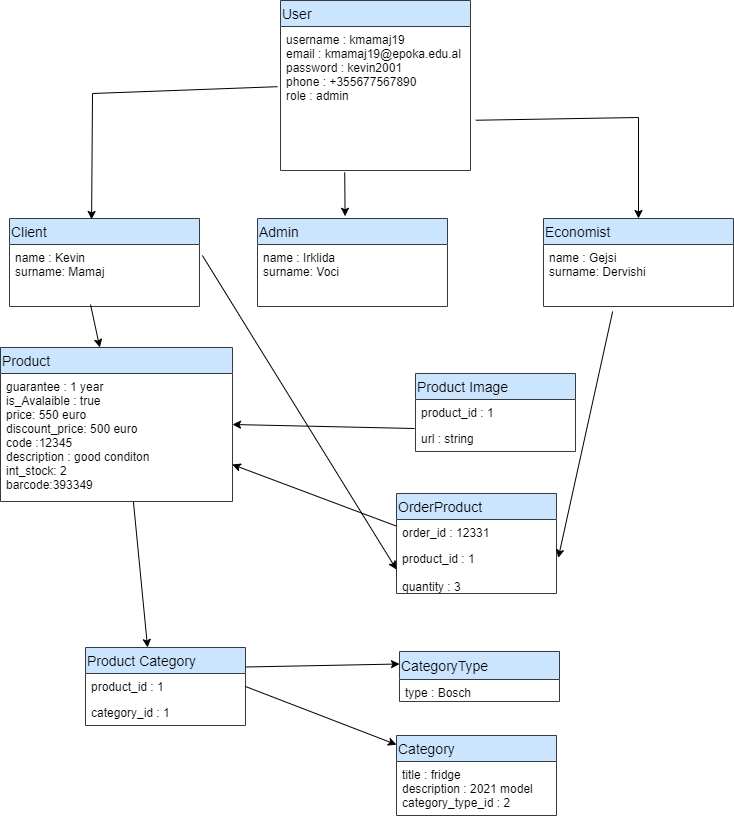 User
username : kmamaj19
email : kmamaj19@epoka.edu.al
password : kevin2001
phone : +355677567890
role : admin
Client
name : Kevin
surname: Mamaj
Admin
name : Irklida
surname: Voci
Economist
name : Gejsi
surname: Dervishi
Product
guarantee : 1 year
is_Avalaible : true
price: 550 euro
discount_price: 500 euro
code :12345
description : good conditon
int_stock: 2
barcode:393349
Product Image
product_id : 1
url : string
OrderProduct
order_id : 12331
product_id : 1
quantity : 3
Product Category
product_id : 1
category_id : 1
CategoryType
type : Bosch
Category
title : fridge
description : 2021 model
category_type_id : 2